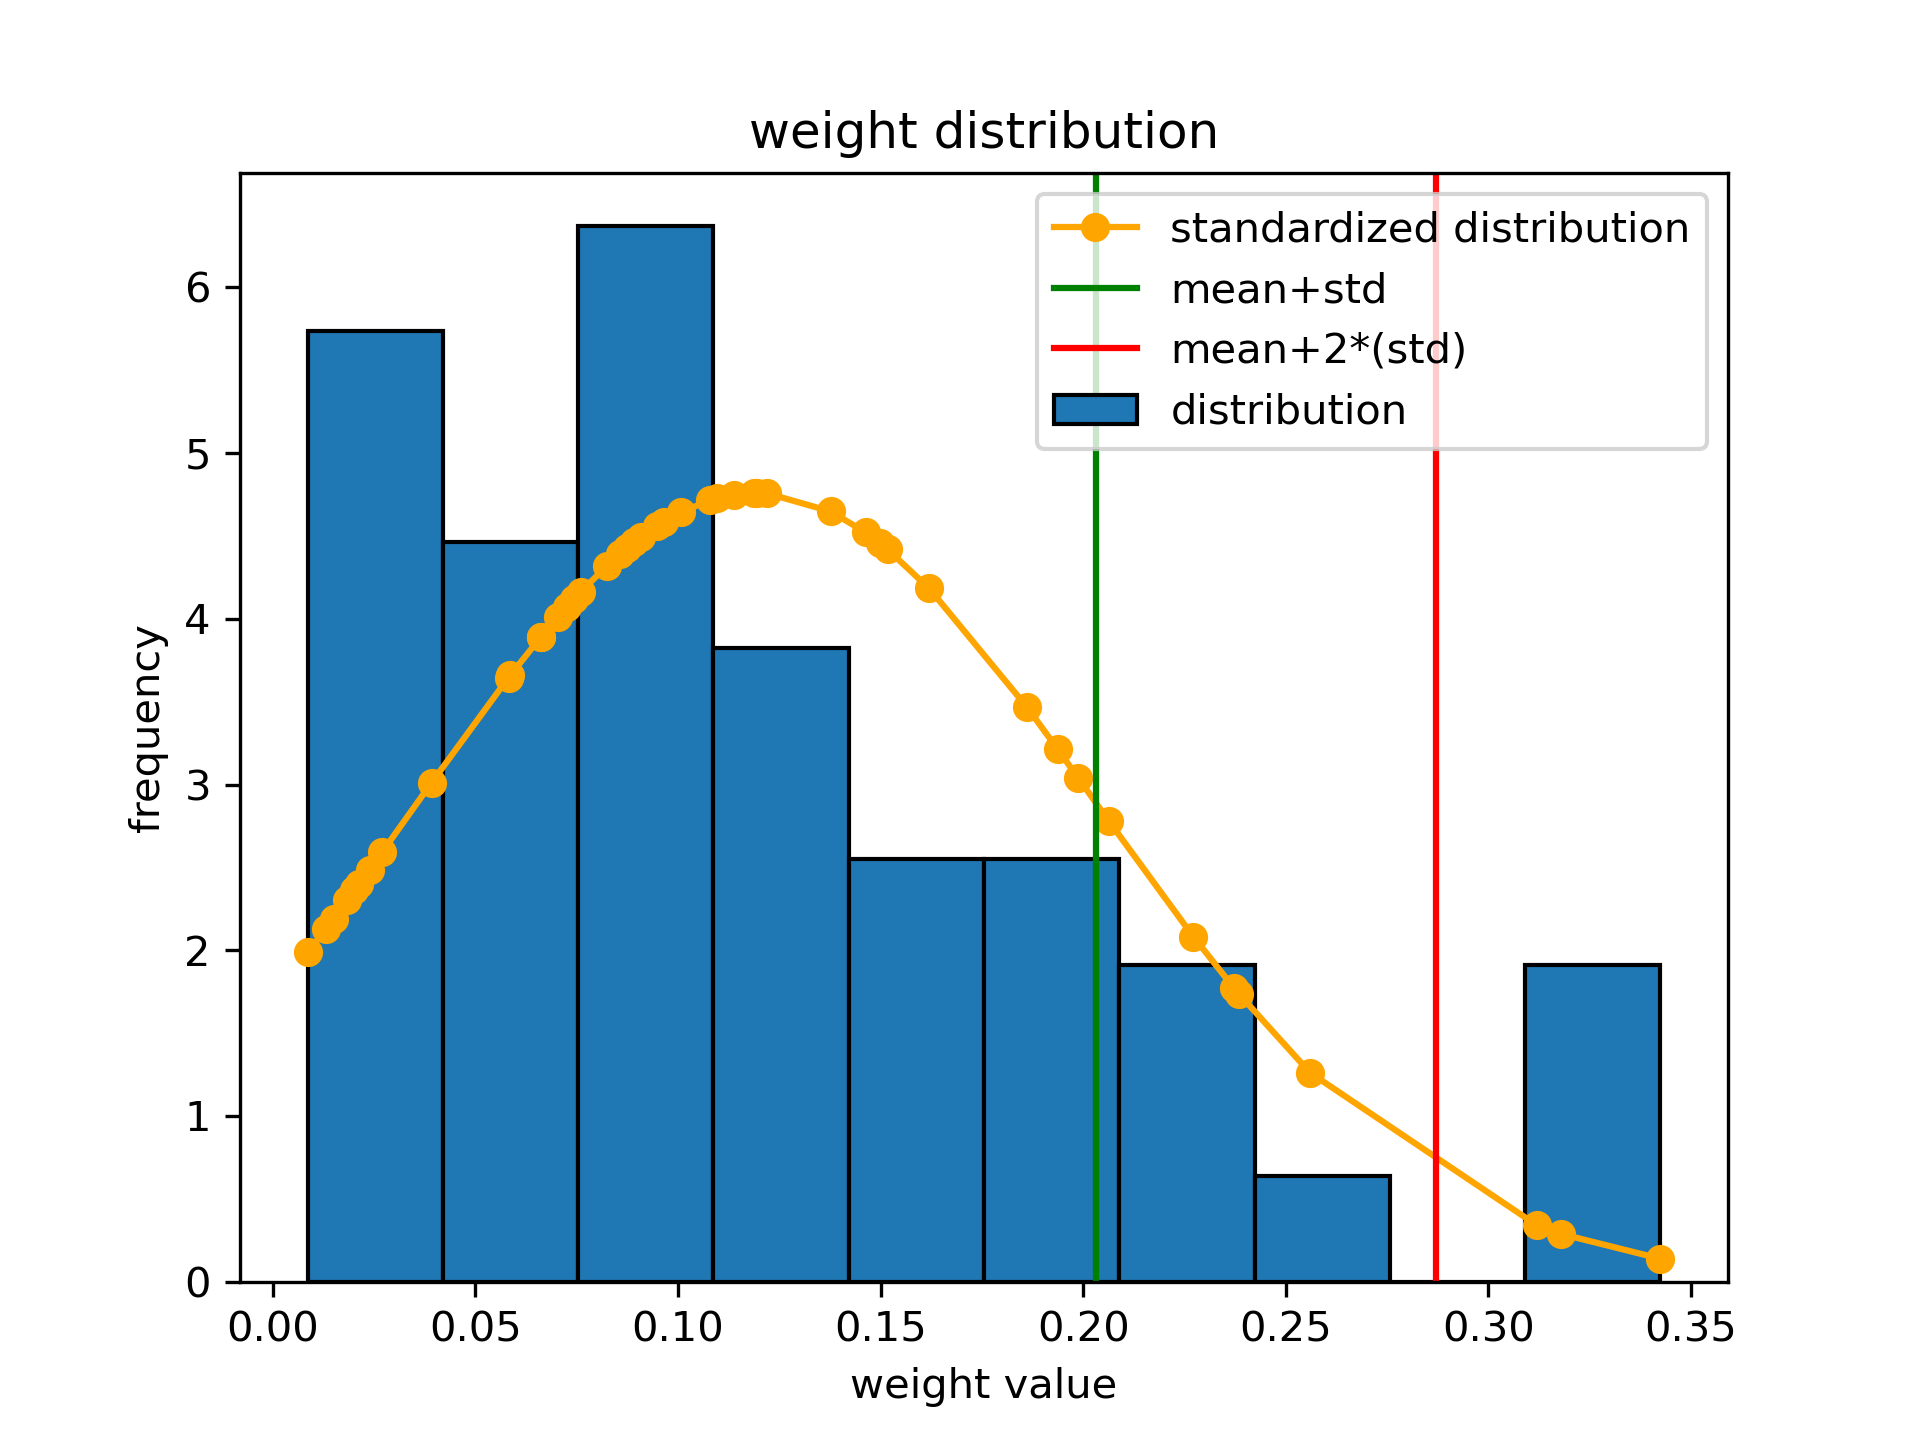 weight distribution
standardized distribution
mean+std
mean+2*(std)
distribution
frequency
6
5
4
3
2
1
0
0.00 0.05 0.10 0.15 0.20 0.25 0.30 0.35
weight value